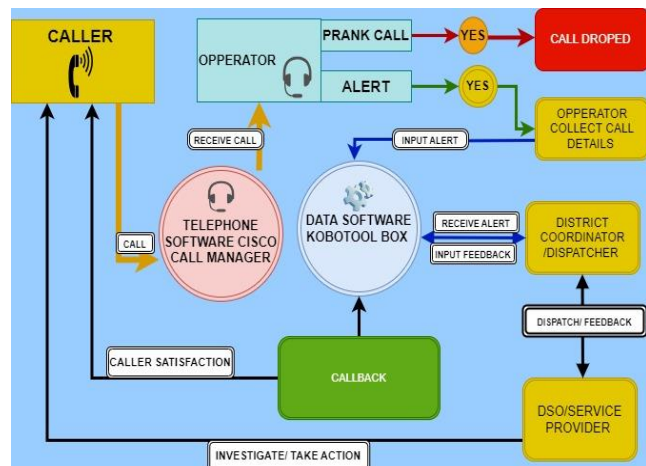 CALLER
OPPERATOR
PRANK CALL
YES
CALL DROPED
ALERT
YES
OPPERATOR
COLLECT CALL
DETAILS
RECEIVE CALL
INPUT ALERT
TELEPHONE
SOFTWARE CISCO
CALL MANAGER
CALL
DATA SOFTWARE
KOBOTOOL BOX
RECEIVE ALERT
INPUT FEEDBACK
DISTRICT
COORDINATOR
/DISPATCHER
DISPATCH/ FEEDBACK
CALLER SATISFACTION
CALLBACK
DSO/SERVICE
PROVIDER
INVESTIGATE/ TAKE ACTION